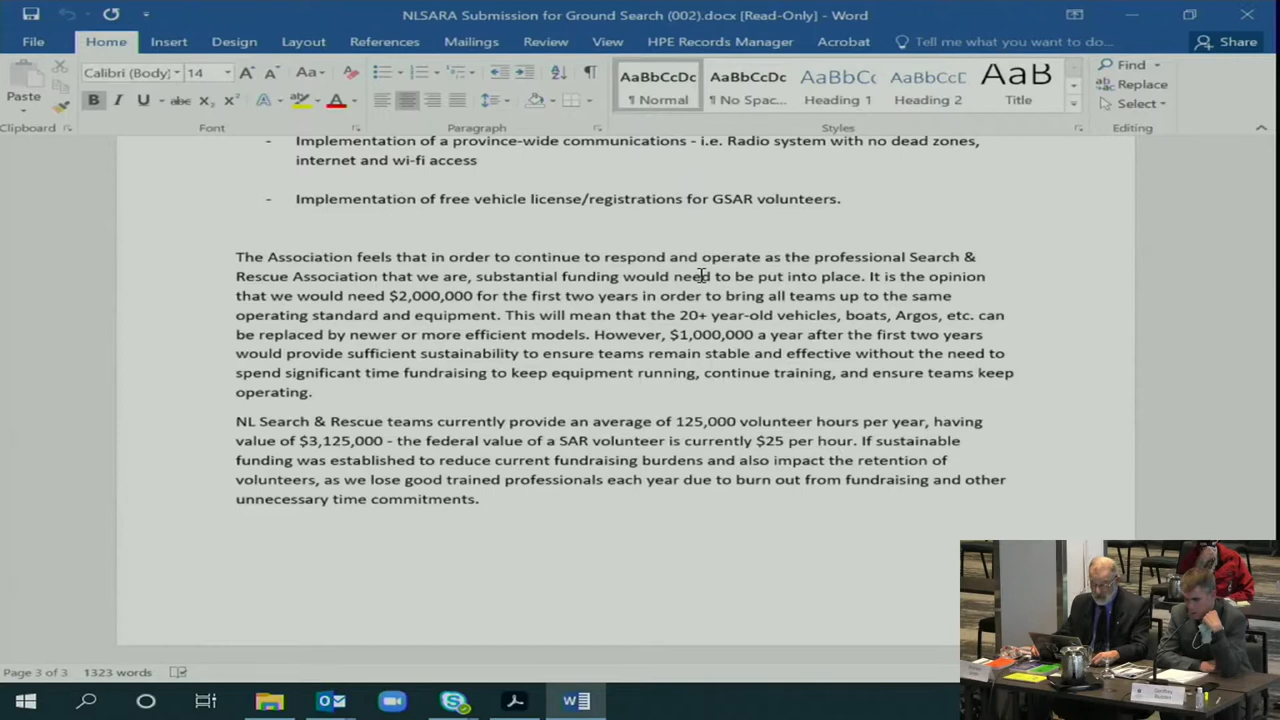 NLSARA Submission for Ground Search (002).docx [Read-Only] - Word
File Home Insert Design Layout References Mailings Review View HPE Records Manager Acrobat Tell me what you want to do... Share
Calibri (Body) 14 Aa
Paste
B I U abc X₂ X² A A
AaBbCcDc AaBbCcDc AaBbC( AaBbCcD AaB
¶ Normal ¶ No Spac... Heading 1 Heading 2 Title
Find
Replace
Select
Clipboard Font Paragraph Styles Editing
- Implementation of a province-wide communications - i.e. Radio system with no dead zones,
internet and wi-fi access
- Implementation of free vehicle license/registrations for GSAR volunteers.
The Association feels that in order to continue to respond and operate as the professional Search &
Rescue Association that we are, substantial funding would need to be put into place. It is the opinion
that we would need $2,000,000 for the first two years in order to bring all teams up to the same
operating standard and equipment. This will mean that the 20+ year-old vehicles, boats, Argos, etc. can
be replaced by newer or more efficient models. However, $1,000,000 a year after the first two years
would provide sufficient sustainability to ensure teams remain stable and effective without the need to
spend significant time fundraising to keep equipment running, continue training, and ensure teams keep
operating.
NL Search & Rescue teams currently provide an average of 125,000 volunteer hours per year, having
value of $3,125,000 - the federal value of a SAR volunteer is currently $25 per hour. If sustainable
funding was established to reduce current fundraising burdens and also impact the retention of
volunteers, as we lose good trained professionals each year due to burn out from fundraising and other
unnecessary time commitments.
Page 3 of 3 1323 words